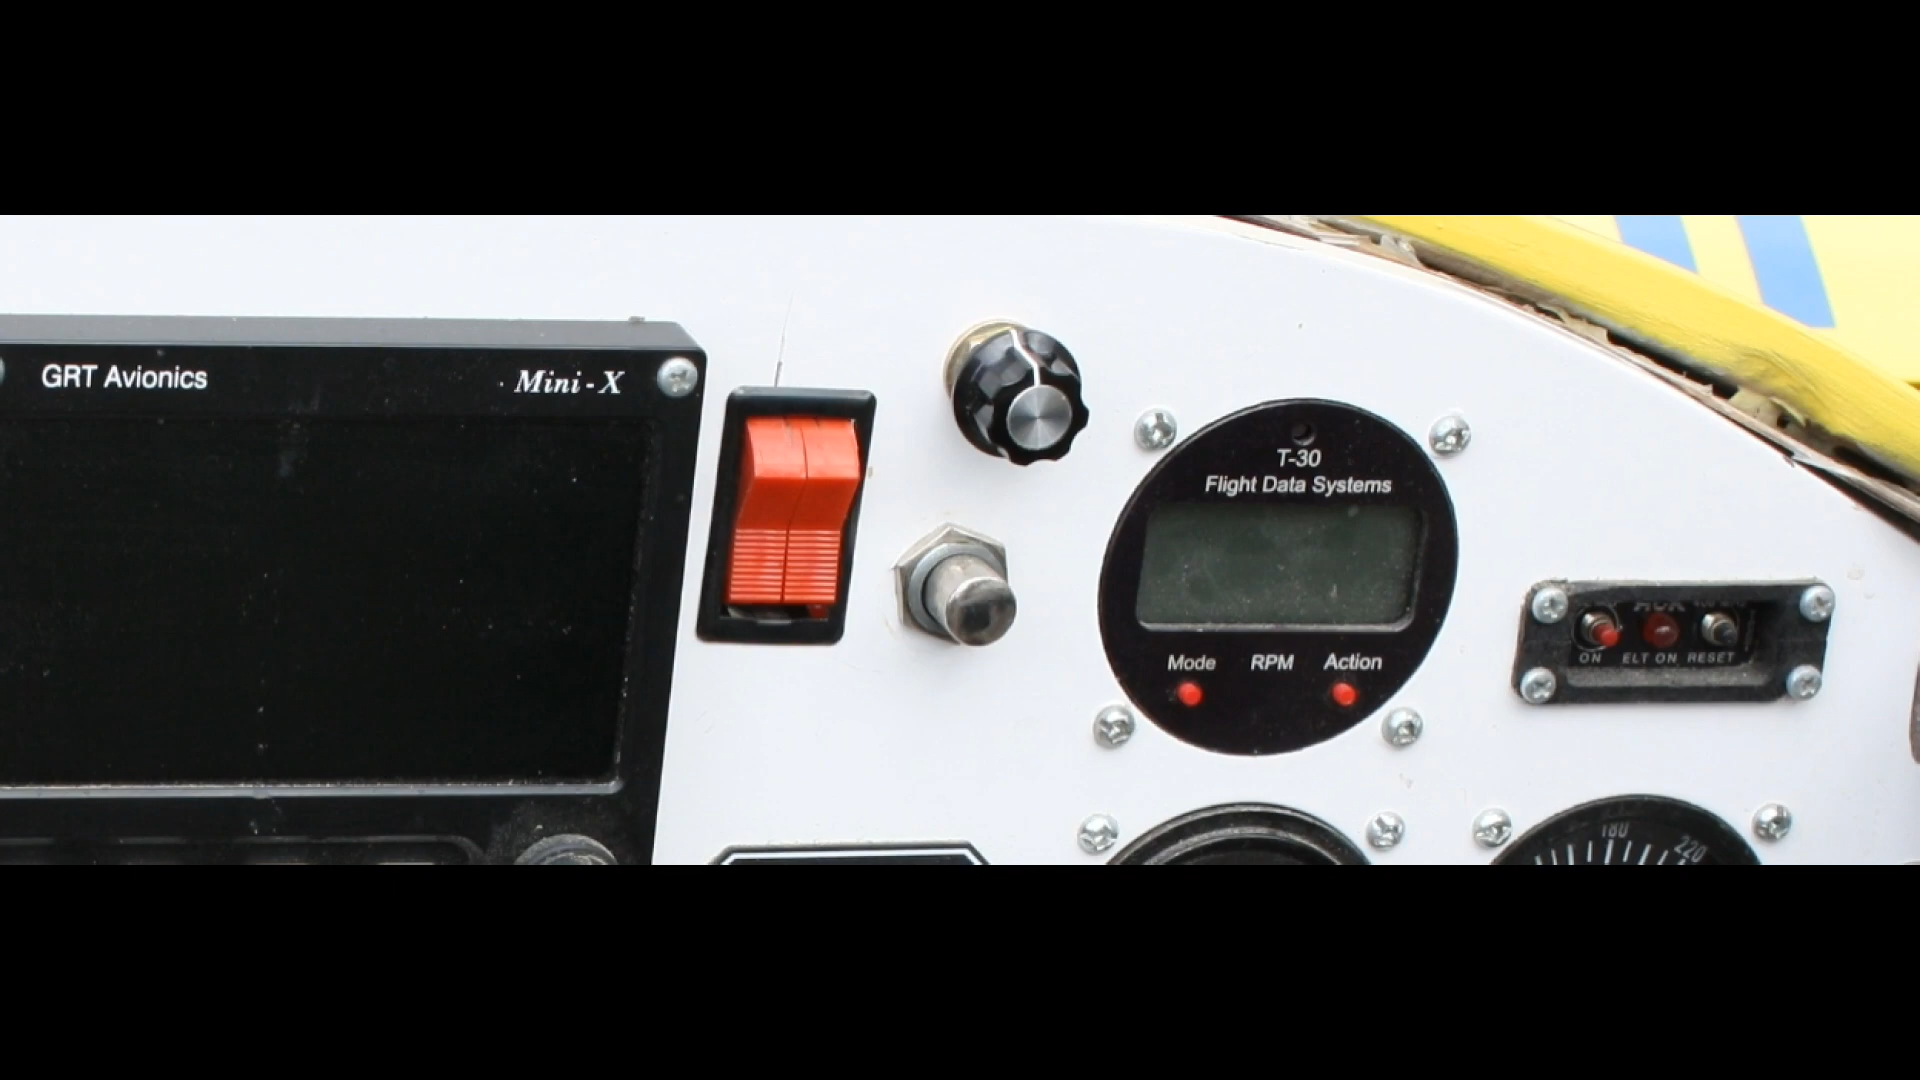 GRT Avionics
Mini-X
T-30
Flight Data Systems
Mode RPM Action
ON ELT ON RESET
180
220